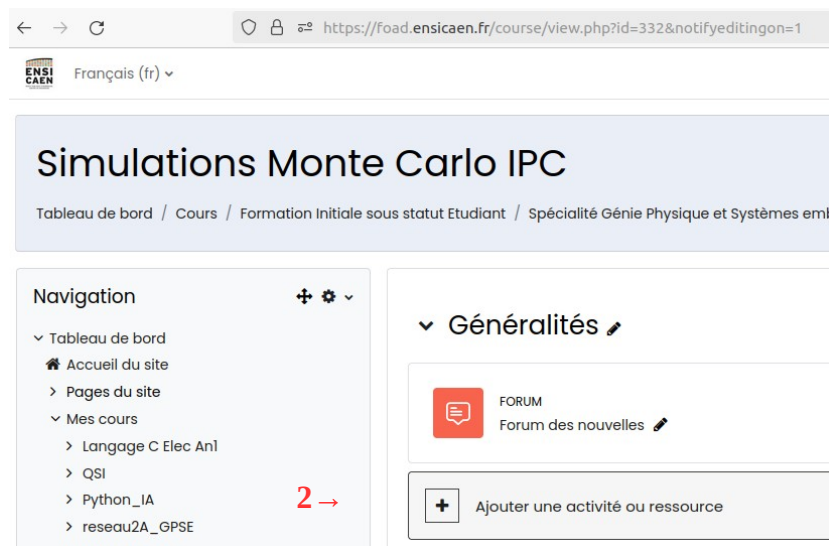 https://foad.ensicaen.fr/course/view.php?id=332&notifyeditingon=1
ENSI
CAEN
Français (fr)
Simulations Monte Carlo IPC
Tableau de bord / Cours / Formation Initiale sous statut Etudiant / Spécialité Génie Physique et Systèmes emb
Navigation
Tableau de bord
Accueil du site
Pages du site
Mes cours
Langage C Elec An1
QSI
Python_IA
reseau2A_GPSE
Généralités
FORUM
Forum des nouvelles
2→
Ajouter une activité ou ressource